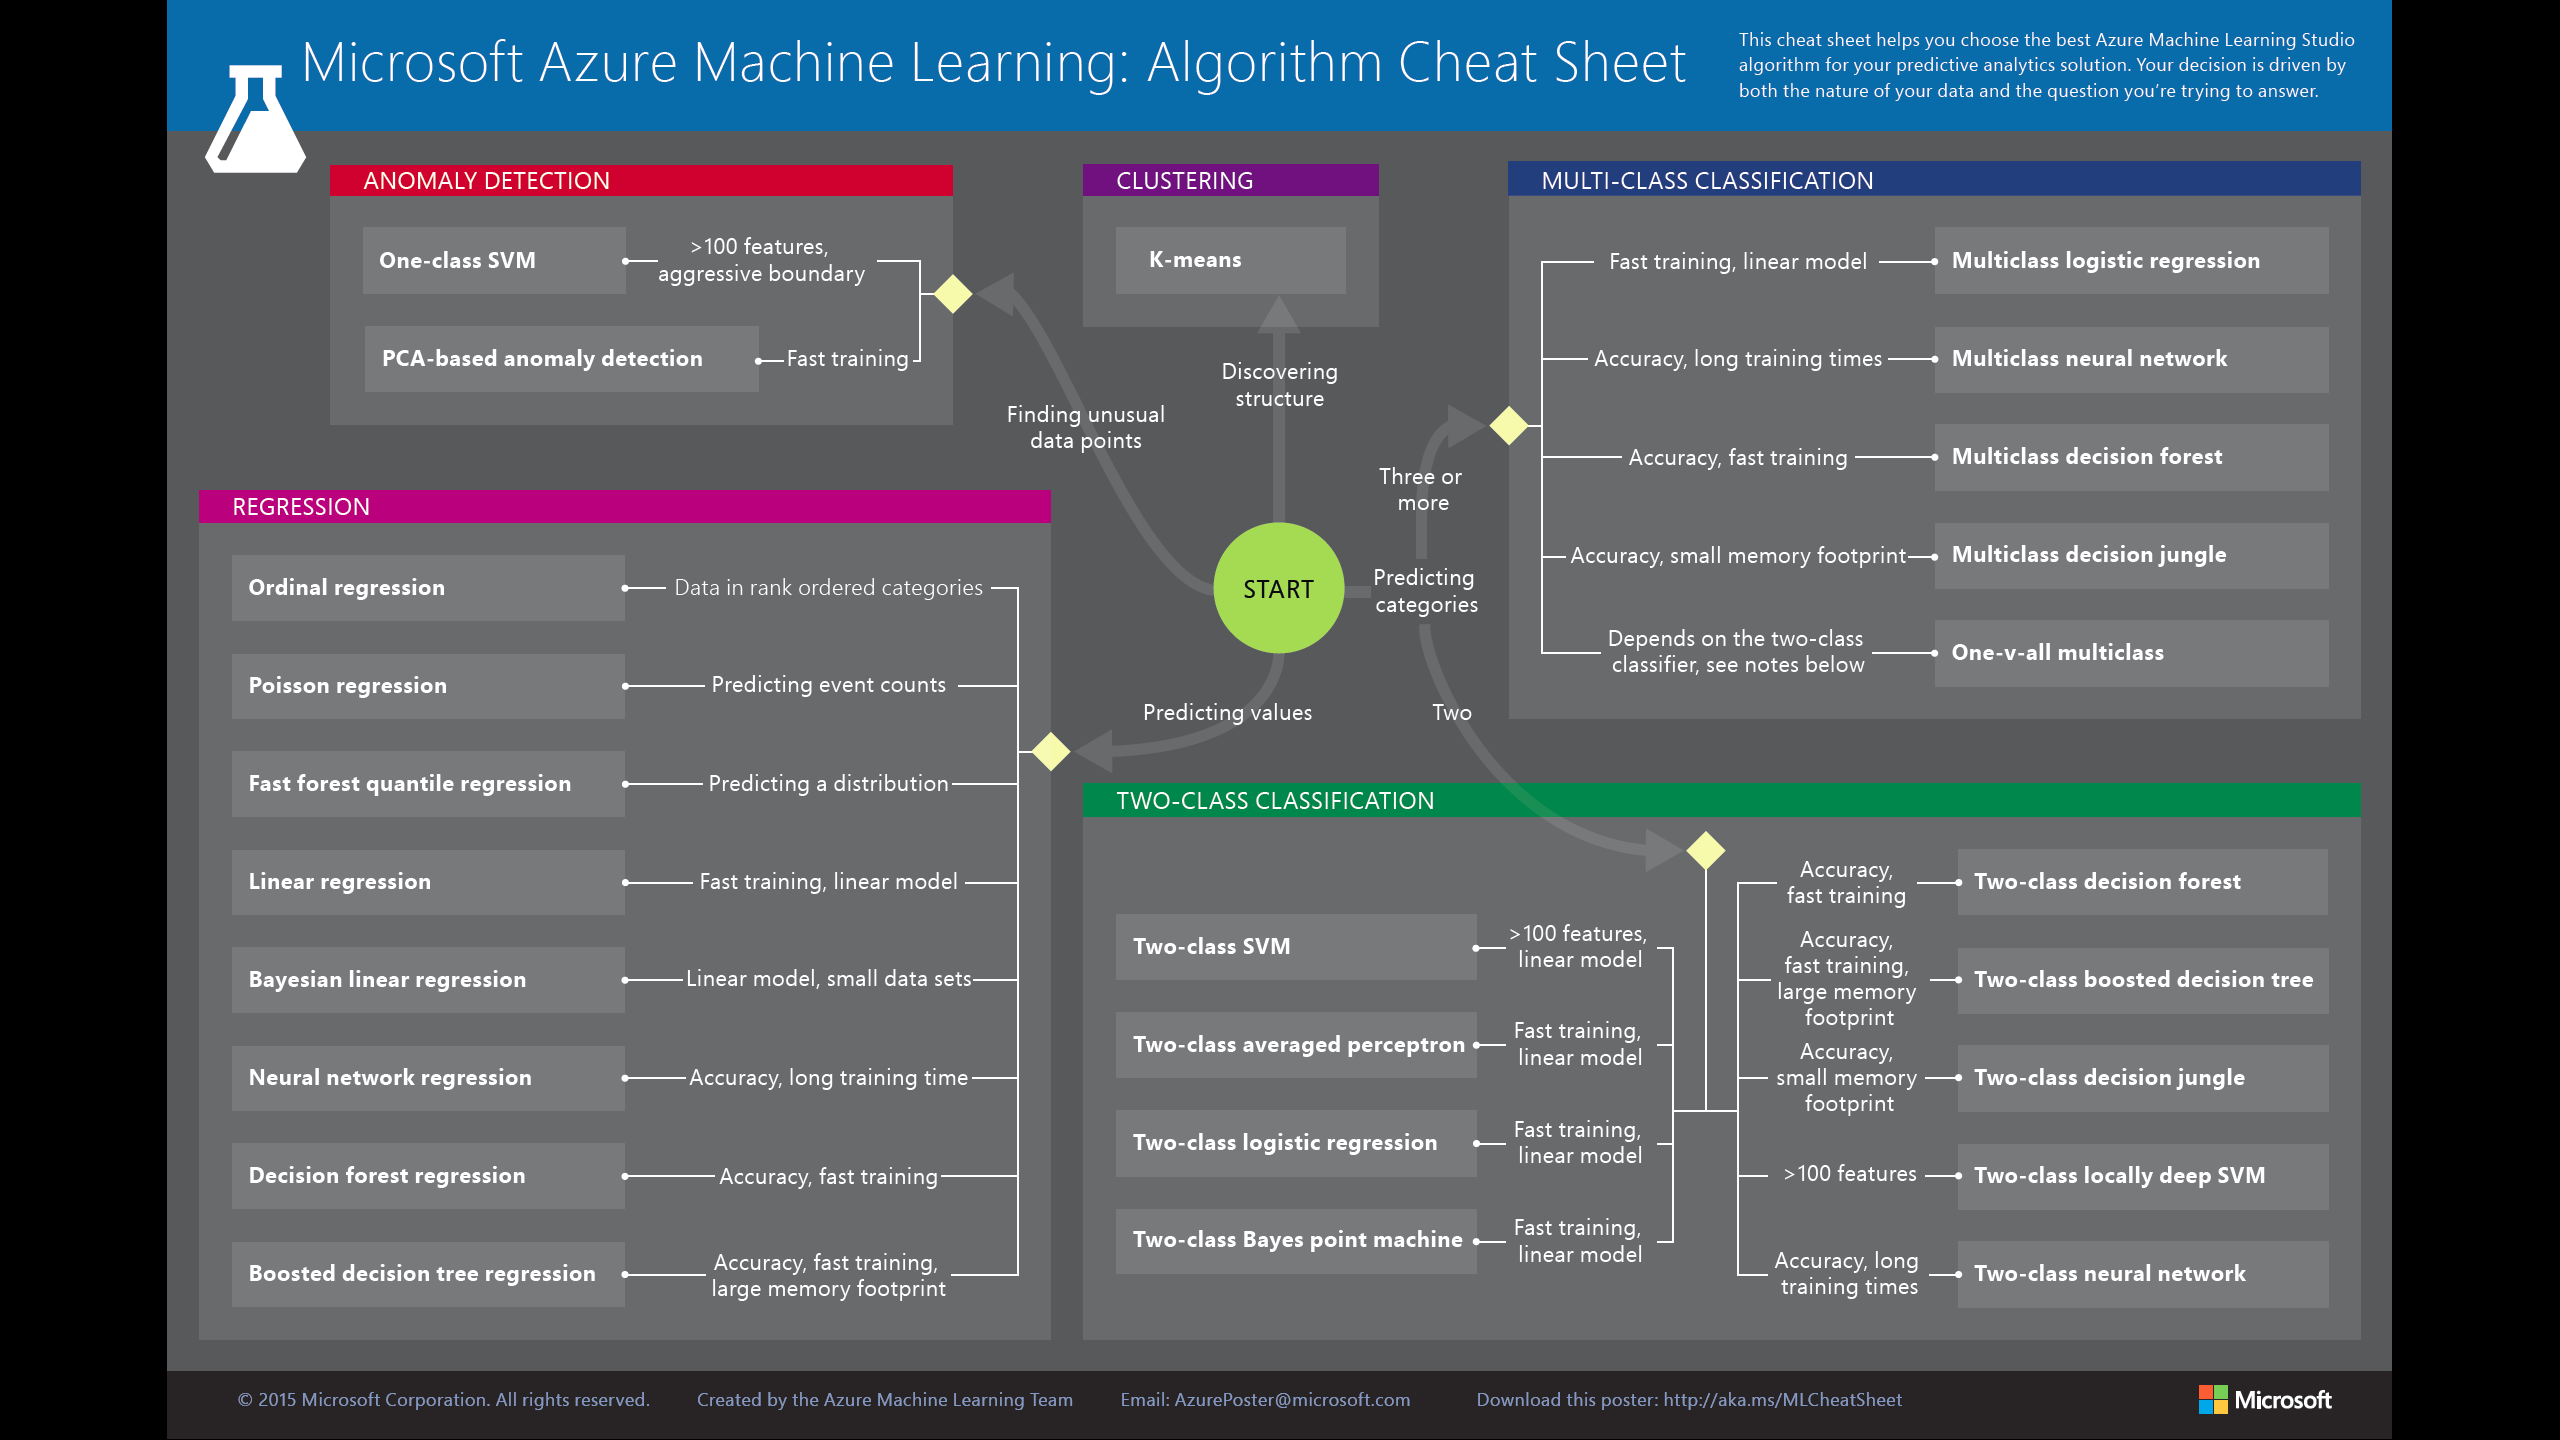 Microsoft Azure Machine Learning: Algorithm Cheat Sheet
This cheat sheet helps you choose the best Azure Machine Learning Studio
algorithm for your predictive analytics solution. Your decision is driven by
both the nature of your data and the question you’re trying to answer.
ANOMALY DETECTION
One-class SVM
>100 features,
aggressive boundary
PCA-based anomaly detection
Fast training
CLUSTERING
K-means
MULTI-CLASS CLASSIFICATION
Fast training, linear model
Multiclass logistic regression
Accuracy, long training times
Multiclass neural network
Accuracy, fast training
Multiclass decision forest
Accuracy, small memory footprint
Multiclass decision jungle
Depends on the two-class
classifier, see notes below
One-v-all multiclass
Discovering
structure
Finding unusual
data points
Three or
more
START
Predicting
categories
Predicting values
Two
REGRESSION
Ordinal regression
Data in rank ordered categories
Poisson regression
Predicting event counts
Fast forest quantile regression
Predicting a distribution
Linear regression
Fast training, linear model
Bayesian linear regression
Linear model, small data sets
Neural network regression
Accuracy, long training time
Decision forest regression
Accuracy, fast training
Boosted decision tree regression
Accuracy, fast training,
large memory footprint
TWO-CLASS CLASSIFICATION
Two-class SVM
>100 features,
linear model
Two-class averaged perceptron
Fast training,
linear model
Two-class logistic regression
Fast training,
linear model
Two-class Bayes point machine
Fast training,
linear model
Accuracy,
fast training
Two-class decision forest
Accuracy,
fast training,
large memory
footprint
Two-class boosted decision tree
Accuracy,
small memory
footprint
Two-class decision jungle
>100 features
Two-class locally deep SVM
Accuracy, long
training times
Two-class neural network
© 2015 Microsoft Corporation. All rights reserved.
Created by the Azure Machine Learning Team
Email: AzurePoster@microsoft.com
Download this poster: http://aka.ms/MLCheatSheet
Microsoft